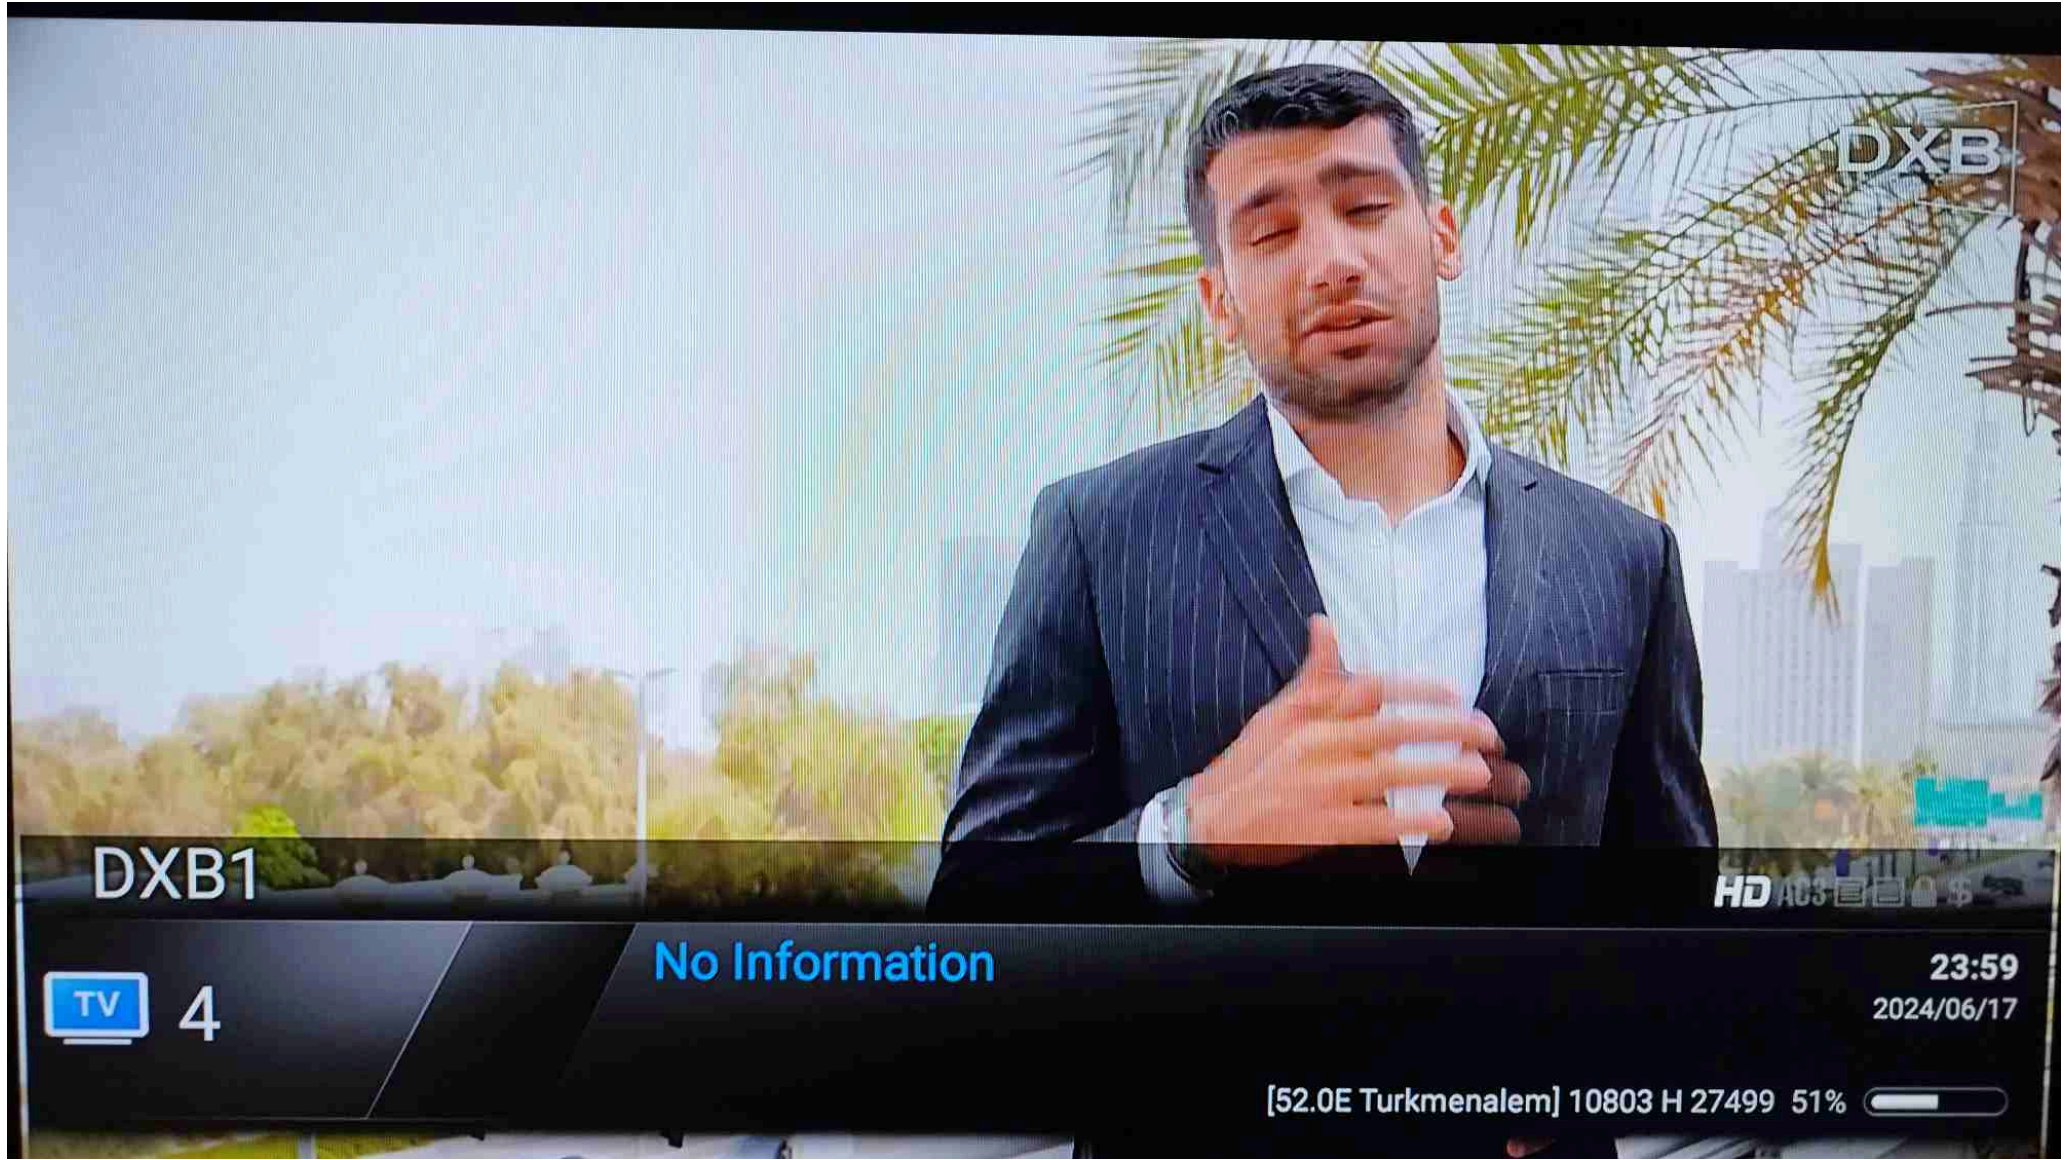 DXB
DXB1
HD AC3 $
No Information
23:59
TV 4
2024/06/17
[52.0E Turkmenalem] 10803 H 27499 51%